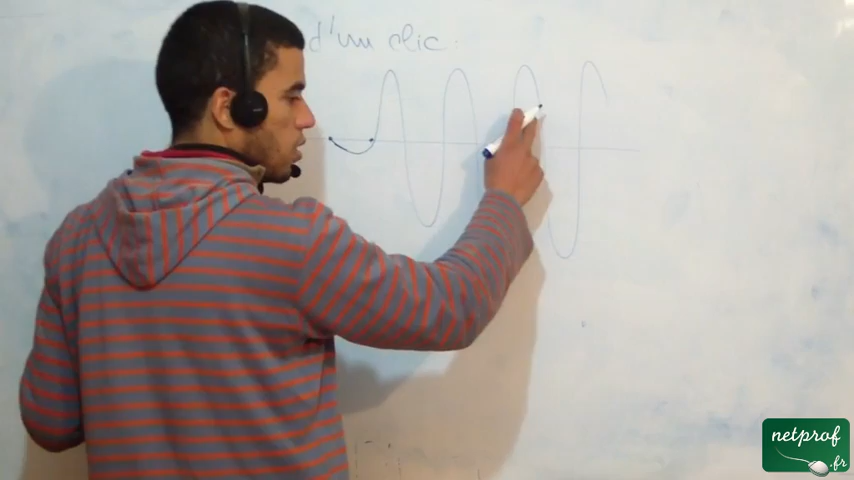 d'un clic :
netprof
.fr